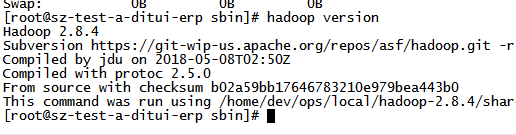 Swap: 0B 0B 0B
[root@sz-test-a-ditui-erp sbin]# hadoop version
Hadoop 2.8.4
Subversion https://git-wip-us.apache.org/repos/asf/hadoop.git -r
Compiled by jdu on 2018-05-08T02:50Z
Compiled with protoc 2.5.0
From source with checksum b02a59bb17646783210e979bea443b0
This command was run using /home/dev/ops/local/hadoop-2.8.4/shar
[root@sz-test-a-ditui-erp sbin]#